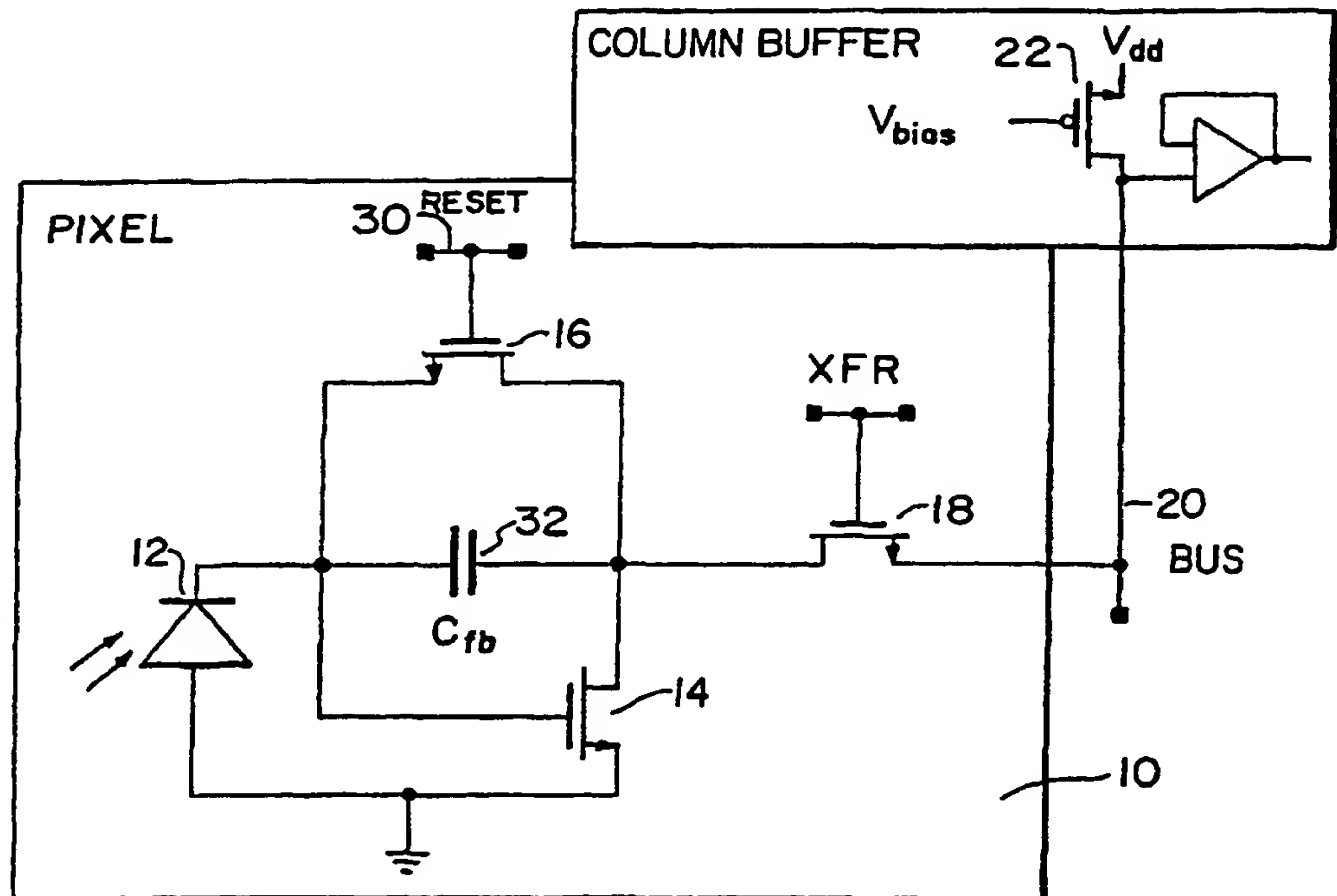 COLUMN BUFFER
22
Vdd
Vbias
PIXEL
30
RESET
16
XFR
18
20
BUS
12
32
Cfb
14
10